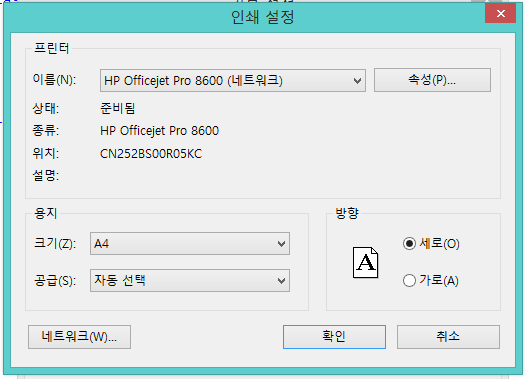 인쇄 설정
프린터
이름(N): HP Officejet Pro 8600 (네트워크) 속성(P)...
상태: 준비됨
종류: HP Officejet Pro 8600
위치: CN252BS00R05KC
설명:
용지 방향
크기(Z): A4 세로(O)
A
공급(S): 자동 선택 가로(A)
네트워크(W)... 확인 취소